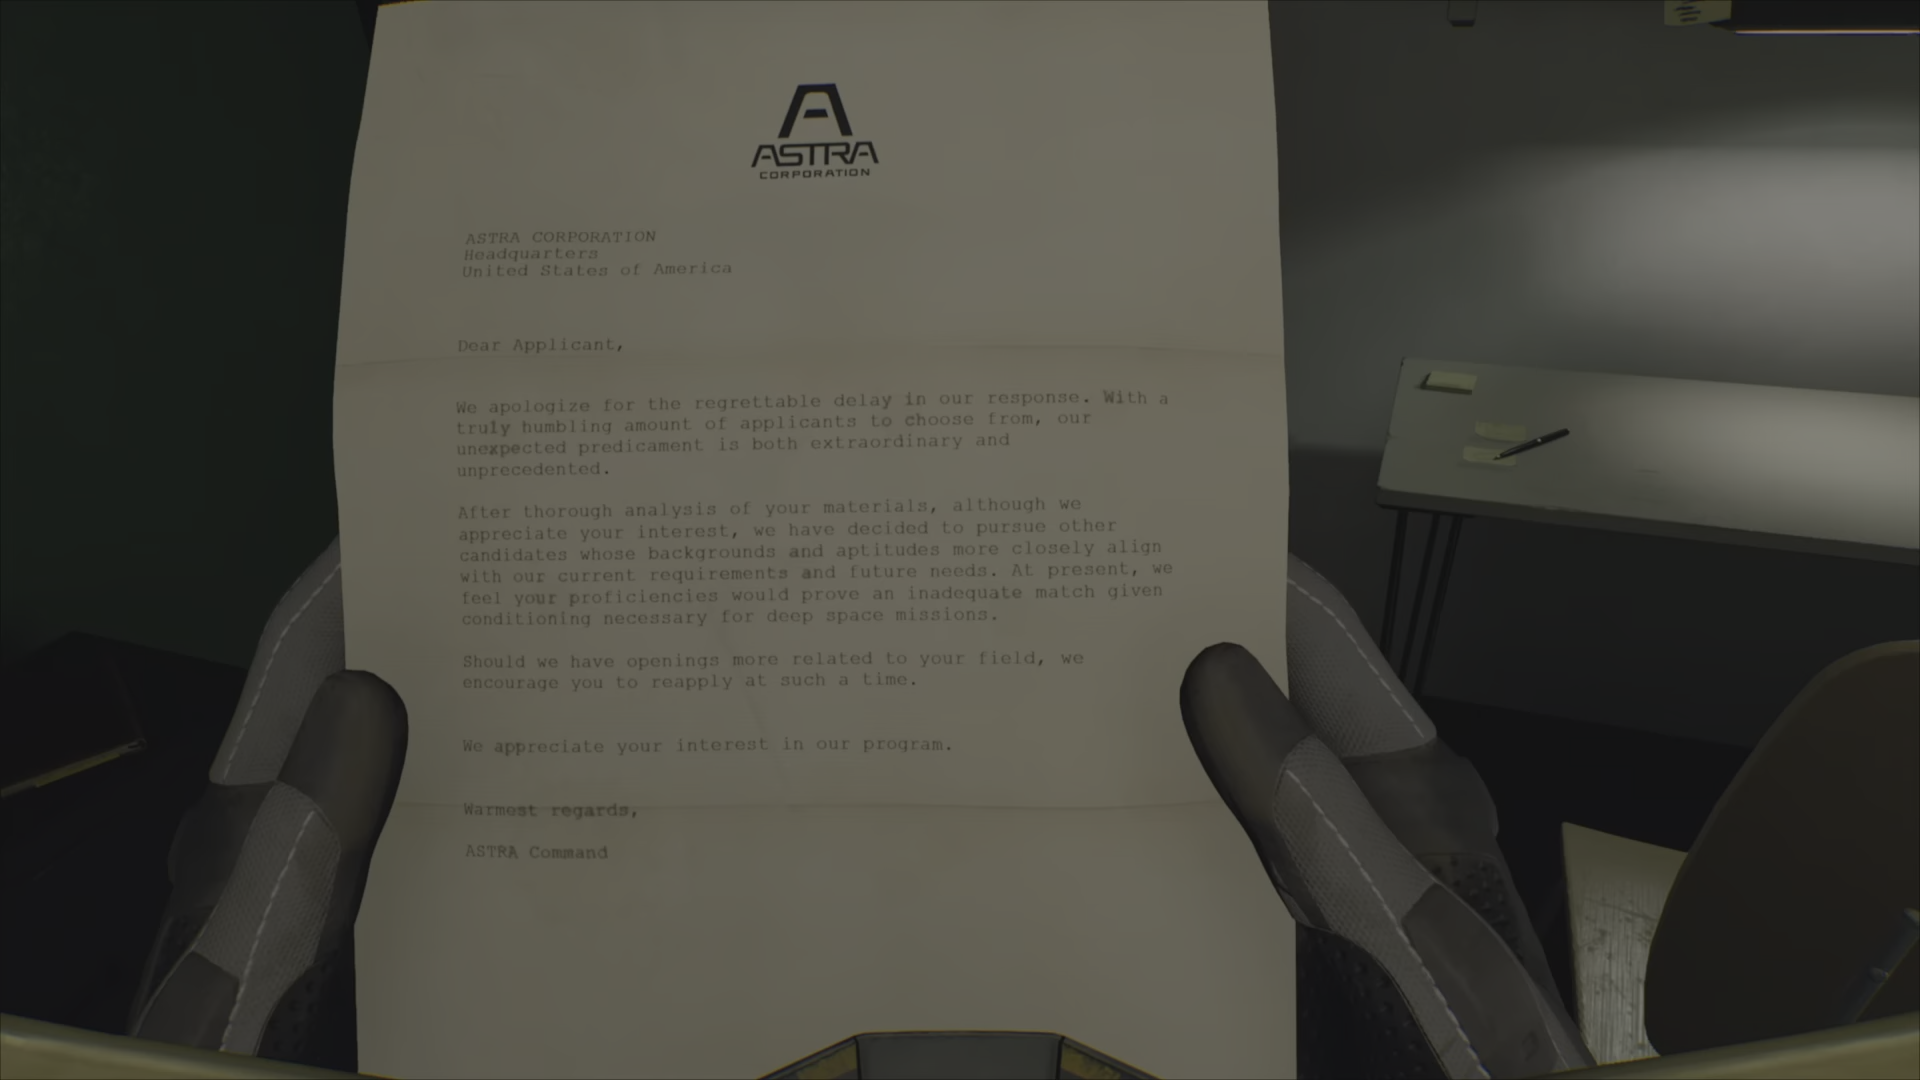 A
ASTRA
CORPORATION
ASTRA CORPORATION
Headquarters
United States of America
Dear Applicant,
We apologize for the regrettable delay in our response. With a
truly humbling amount of applicants to choose from, our
unexpected predicament is both extraordinary and
unprecedented.
After thorough analysis of your materials, although we
appreciate your interest, we have decided to pursue other
candidates whose backgrounds and aptitudes more closely align
with our current requirements and future needs. At present, we
feel your proficiencies would prove an inadequate match given
conditioning necessary for deep space missions.
Should we have openings more related to your field, we
encourage you to reapply at such a time.
We appreciate your interest in our program.
Warmest regards,
ASTRA Command